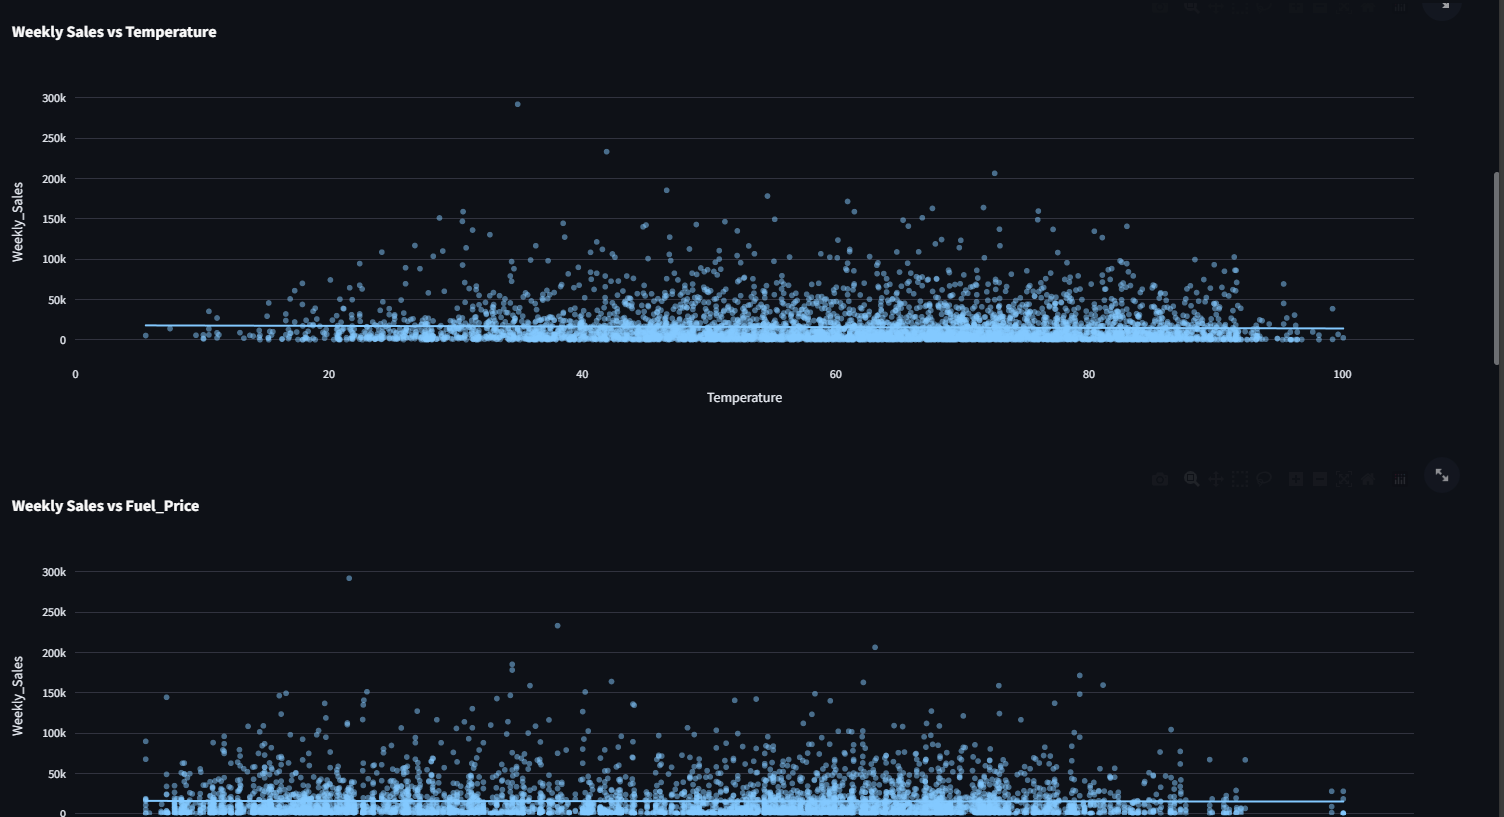 Weekly Sales vs Temperature
300k
250k
200k
150k
100k
50k
0
Weekly_Sales
0 20 40 60 80 100
Temperature
Weekly Sales vs Fuel_Price
300k
250k
200k
150k
100k
50k
0
Weekly_Sales